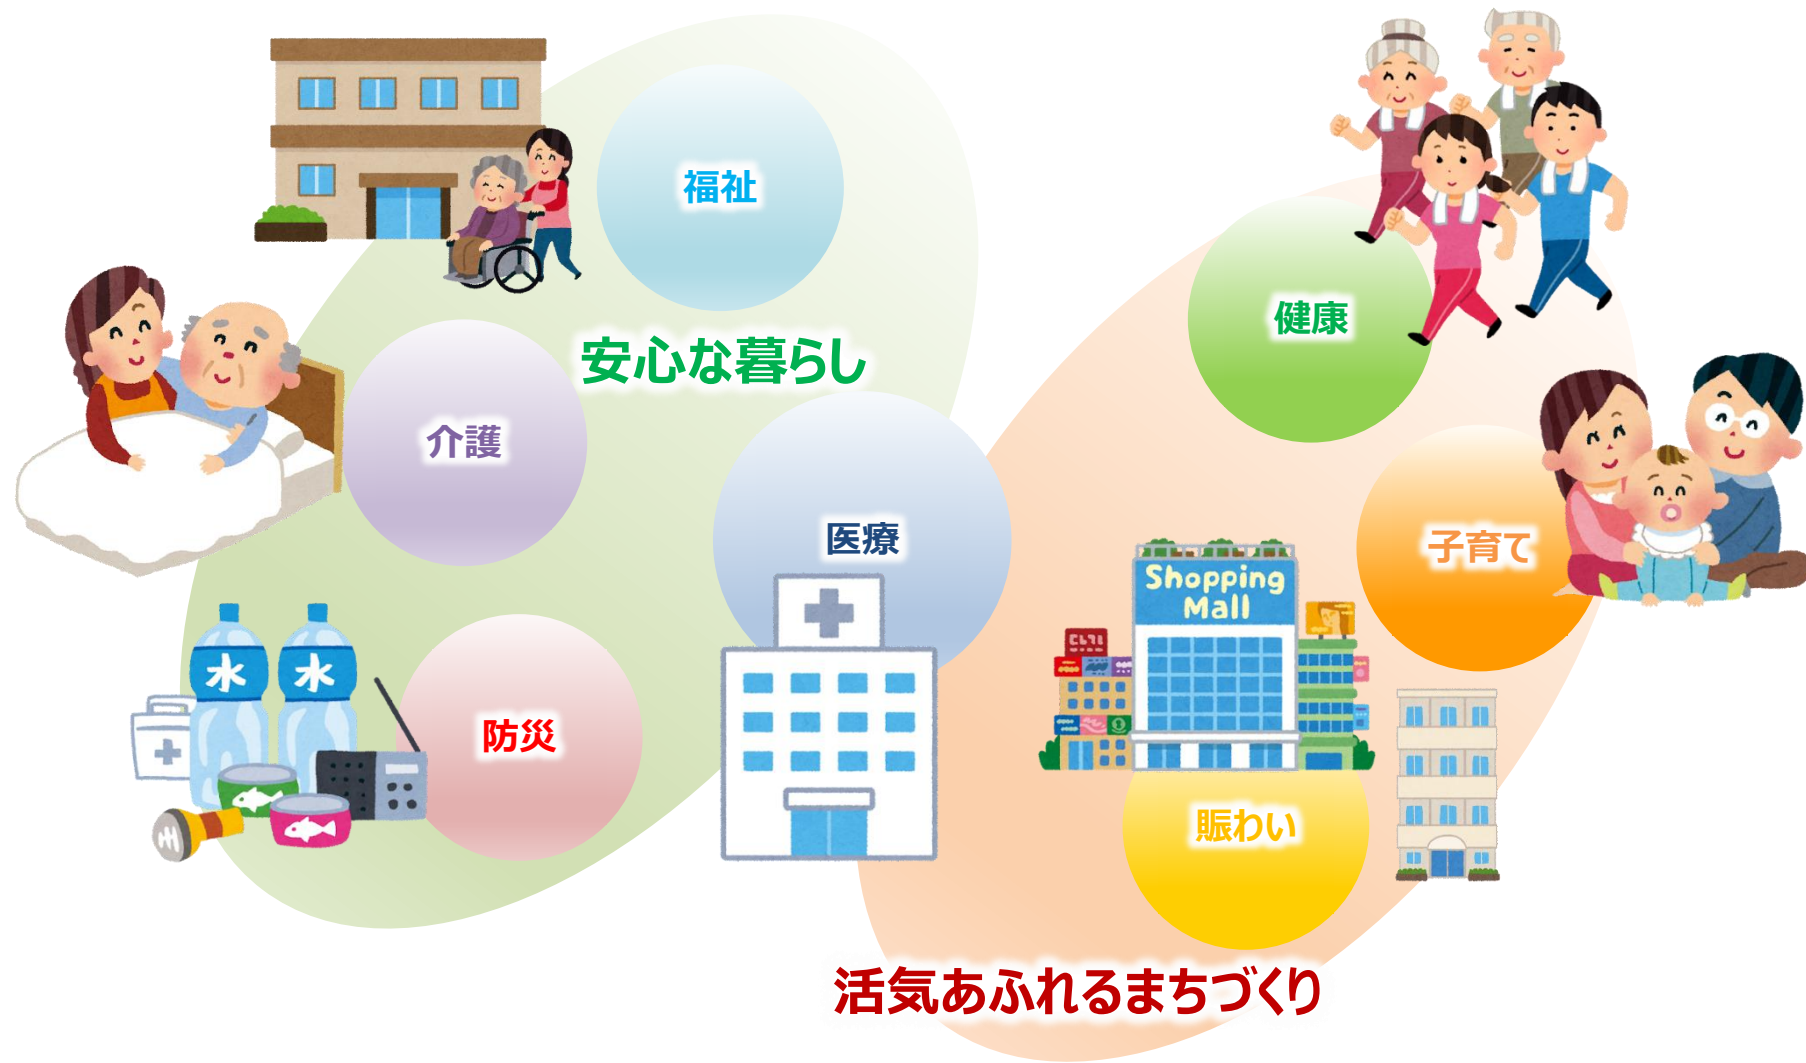 福祉
健康
安心な暮らし
介護
医療
子育て
Shopping
Mall
水
水
防災
賑わい
活気あふれるまちづくり